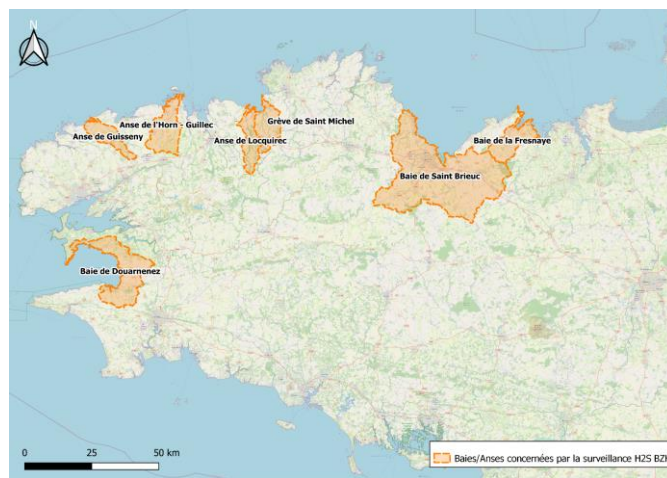 N
Anse de l'Horn - Guillec
Grève de Saint Michel
Anse de Guisseny
Anse de Locquirec
Baie de la Fresnaye
Baie de Saint Brieuc
Baie de Douarnenez
0 25 50 km
Baies/Anses concernées par la surveillance H2S BZH